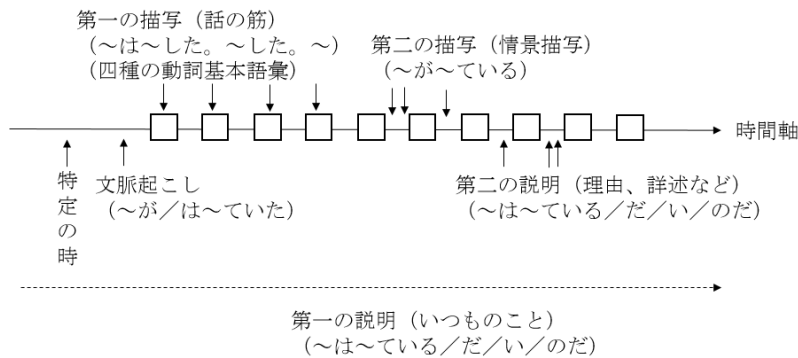 第一の描写（話の筋）
（～は～した。～した。～）
（四種の動詞基本語彙）
第二の描写（情景描写）
（～が～ている）
時間軸
特定の時
文脈起こし
（～が／は～ていた）
第二の説明（理由、詳述など）
（～は～ている／だ／い／のだ）
第一の説明（いつものこと）
（～は～ている／だ／い／のだ）